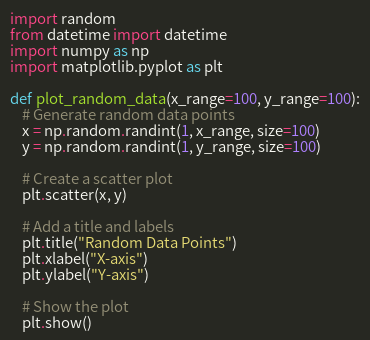 import random
from datetime import datetime
import numpy as np
import matplotlib.pyplot as plt

def plot_random_data(x_range=100, y_range=100):
    # Generate random data points
    x = np.random.randint(1, x_range, size=100)
    y = np.random.randint(1, y_range, size=100)

    # Create a scatter plot
    plt.scatter(x, y)

    # Add a title and labels
    plt.title("Random Data Points")
    plt.xlabel("X-axis")
    plt.ylabel("Y-axis")

    # Show the plot
    plt.show()